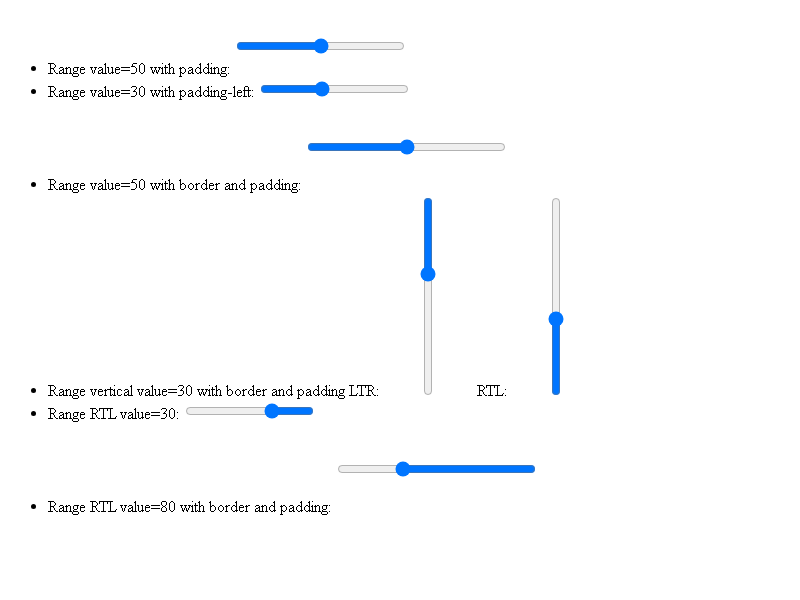 Range value=50 with padding:
Range value=30 with padding-left:
Range value=50 with border and padding:
Range vertical value=30 with border and padding LTR: RTL:
Range RTL value=30:
Range RTL value=80 with border and padding: